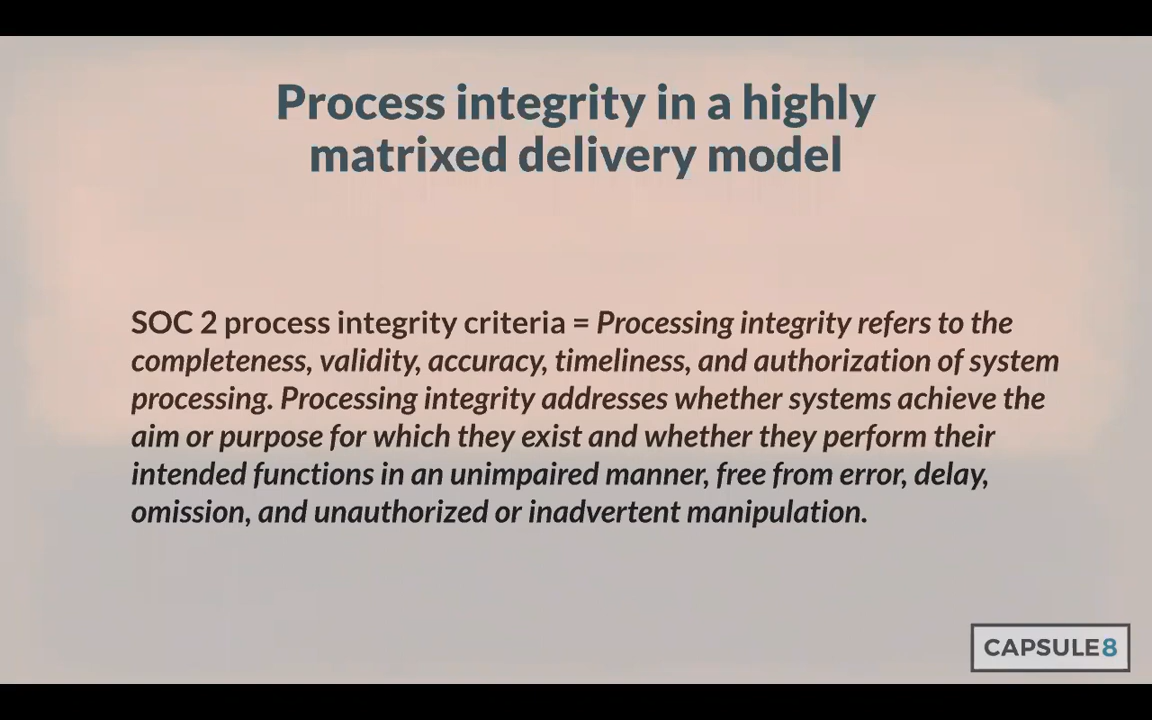 Process integrity in a highly
matrixed delivery model
SOC 2 process integrity criteria = Processing integrity refers to the
completeness, validity, accuracy, timeliness, and authorization of system
processing. Processing integrity addresses whether systems achieve the
aim or purpose for which they exist and whether they perform their
intended functions in an unimpaired manner, free from error, delay,
omission, and unauthorized or inadvertent manipulation.
CAPSULE8